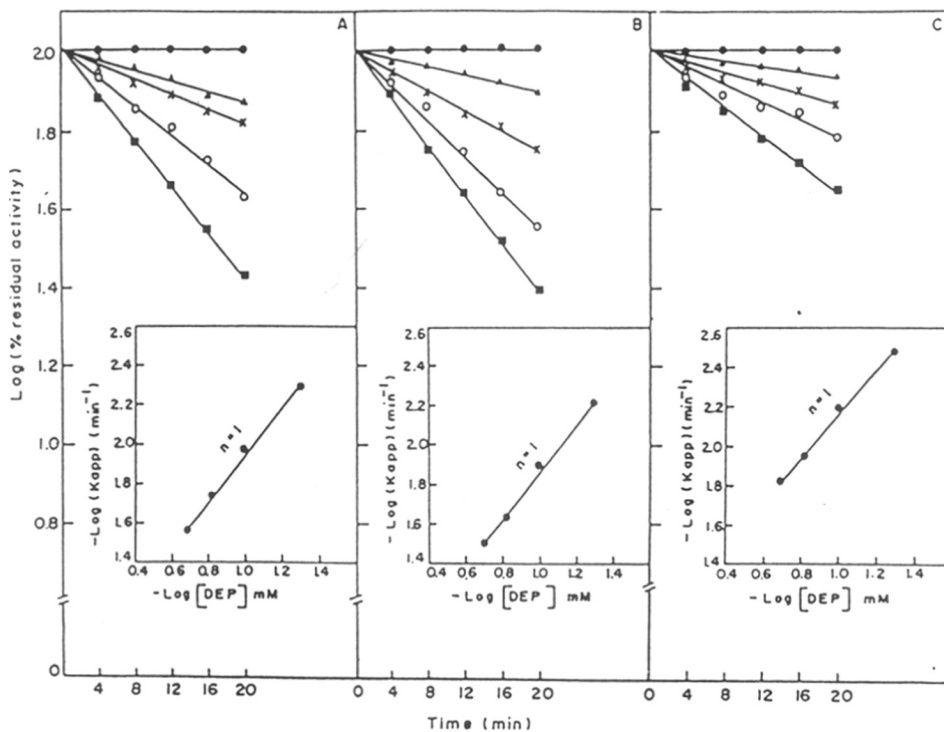 A
B
C
2.0
1.8
1.6
1.4
1.2
1.0
0.8
0
Log (% residual activity)
2.6
2.2
2.0
1.8
1.6
1.4
-Log (Kapp) (min⁻¹)
n = 1
0.4 0.6 0.8 1.0 1.2 1.4
-Log [DEP] mM
2.6
2.4
2.2
2.0
1.8
1.6
1.4
-Log (Kapp) (min⁻¹)
n = 1
0.4 0.6 0.8 1.0 1.2 1.4
-Log [DEP] mM
2.6
2.4
2.2
2.0
1.8
1.6
1.4
-Log (Kapp) (min⁻¹)
n = 1
0.4 0.6 0.8 1.0 1.2 1.4
-Log [DEP] mM
4 8 12 16 20
0 4 8 12 16 20
0 4 8 12 16 20
Time (min)